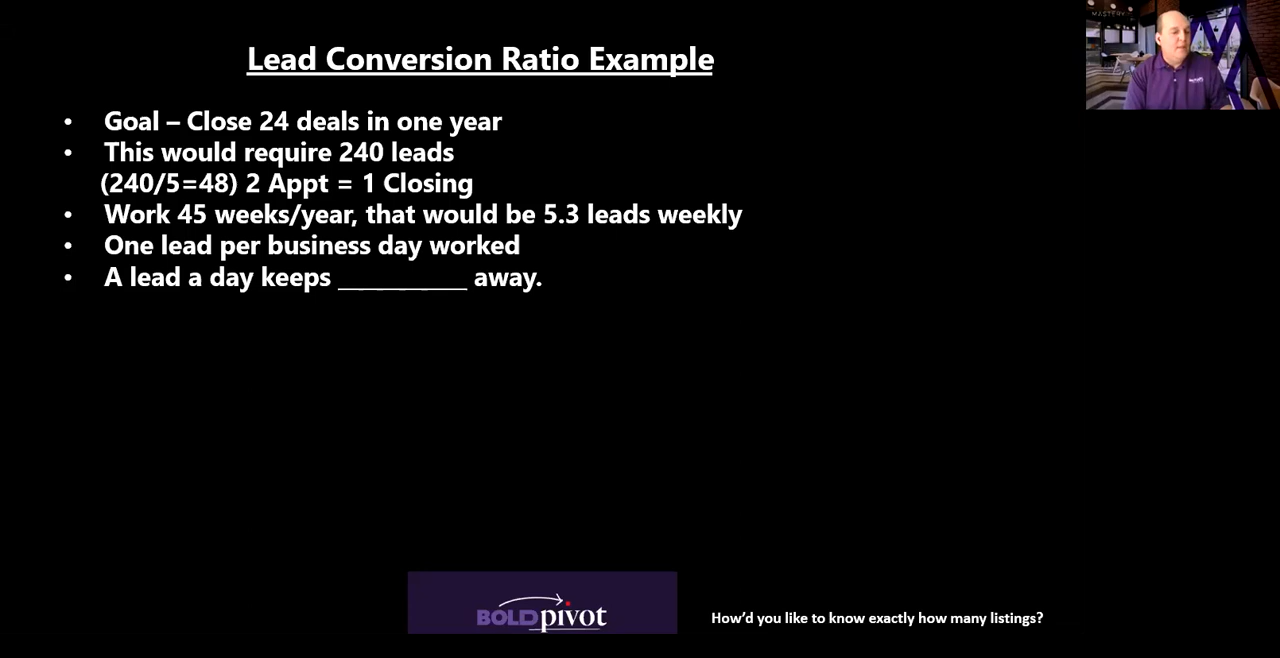 MASTERY
Lead Conversion Ratio Example
• Goal – Close 24 deals in one year
• This would require 240 leads
(240/5=48) 2 Appt = 1 Closing
• Work 45 weeks/year, that would be 5.3 leads weekly
• One lead per business day worked
• A lead a day keeps __________ away.
BOLDpivot
How’d you like to know exactly how many listings?